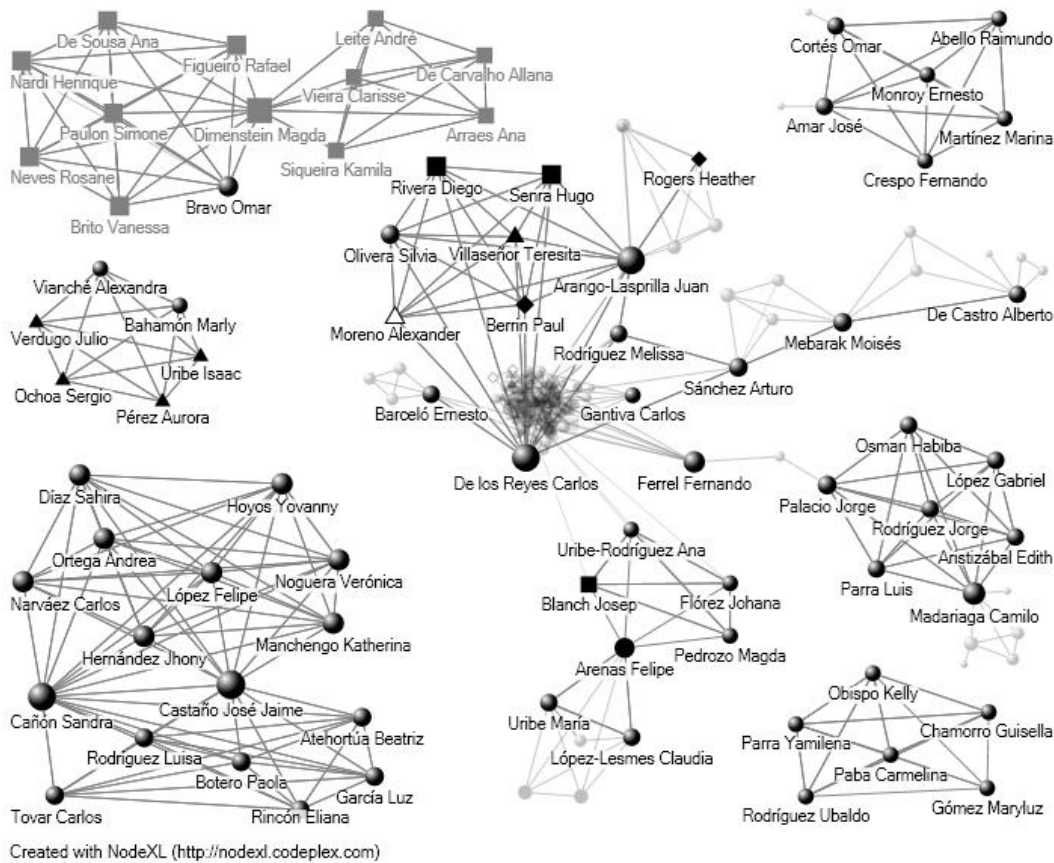 De Sousa Ana
Nardi Henrique
Figueiro Rafael
Paulon Simone
Dimenstein Magda
Neves Rosane
Brito Vanessa
Bravo Omar
Leite André
De Carvalho Allana
Vieira Clarisse
Arraes Ana
Siqueira Kamila
Cortés Omar
Abello Raimundo
Monroy Ernesto
Amar José
Martínez Marina
Crespo Fernando
Rivera Diego
Senra Hugo
Rogers Heather
Olivera Silvia
Villaseñor Teresita
Arango-Lasprilla Juan
Moreno Alexander
Berrin Paul
Rodríguez Melissa
De Castro Alberto
Mebarak Moisés
Sánchez Arturo
Barceló Ernesto
Gantiva Carlos
De los Reyes Carlos
Ferrel Fernando
Vianché Alexandra
Bahamón Marly
Verdugo Julio
Uribe Isaac
Ochoa Sergio
Pérez Aurora
Osman Habiba
López Gabriel
Palacio Jorge
Rodríguez Jorge
Aristizábal Edith
Parra Luis
Madariaga Camilo
Díaz Sahira
Hoyos Yovanny
Ortega Andrea
López Felipe
Noguera Verónica
Narváez Carlos
Hernández Jhony
Manchengo Katherina
Cañón Sandra
Castaño José Jaime
Atehortúa Beatriz
Rodriguez Luisa
Botero Paola
García Luz
Tovar Carlos
Rincón Eliana
Uribe-Rodríguez Ana
Blanch Josep
Flórez Johana
Pedrozo Magda
Arenas Felipe
Uribe María
López-Lesmes Claudia
Obispo Kelly
Parra Yamilena
Chamorro Guisella
Paba Carmelina
Rodríguez Ubaldo
Gómez Maryluz
Created with NodeXL (http://nodexl.codeplex.com)